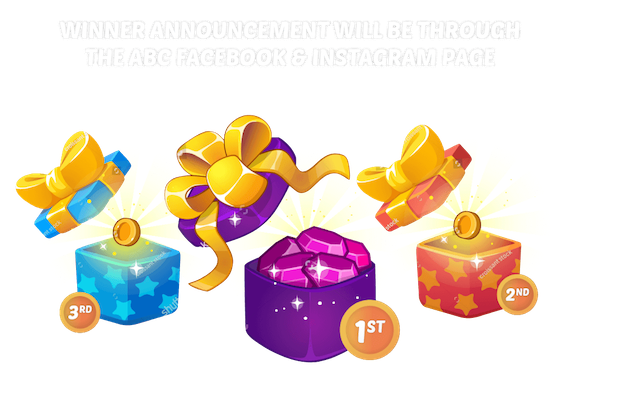 WINNER ANNOUNCEMENT WILL BE THROUGH
THE ABC FACEBOOK & INSTAGRAM PAGE
3RD
1ST
2ND